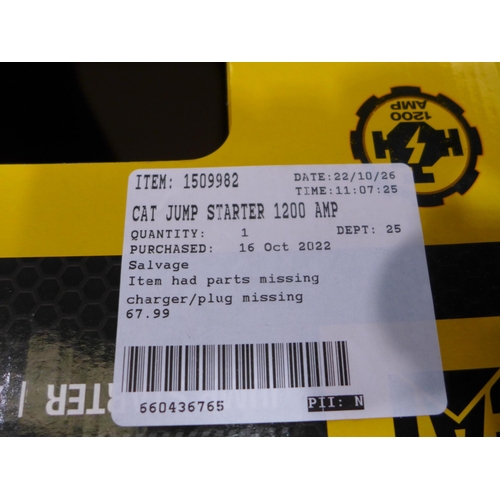 1200
AMP
ITEM: 1509982
DATE:22/10/26
TIME:11:07:25
CAT JUMP STARTER 1200 AMP
QUANTITY: 1 DEPT: 25
PURCHASED: 16 Oct 2022
Salvage
Item had parts missing
charger/plug missing
67.99
660436765
PII: N